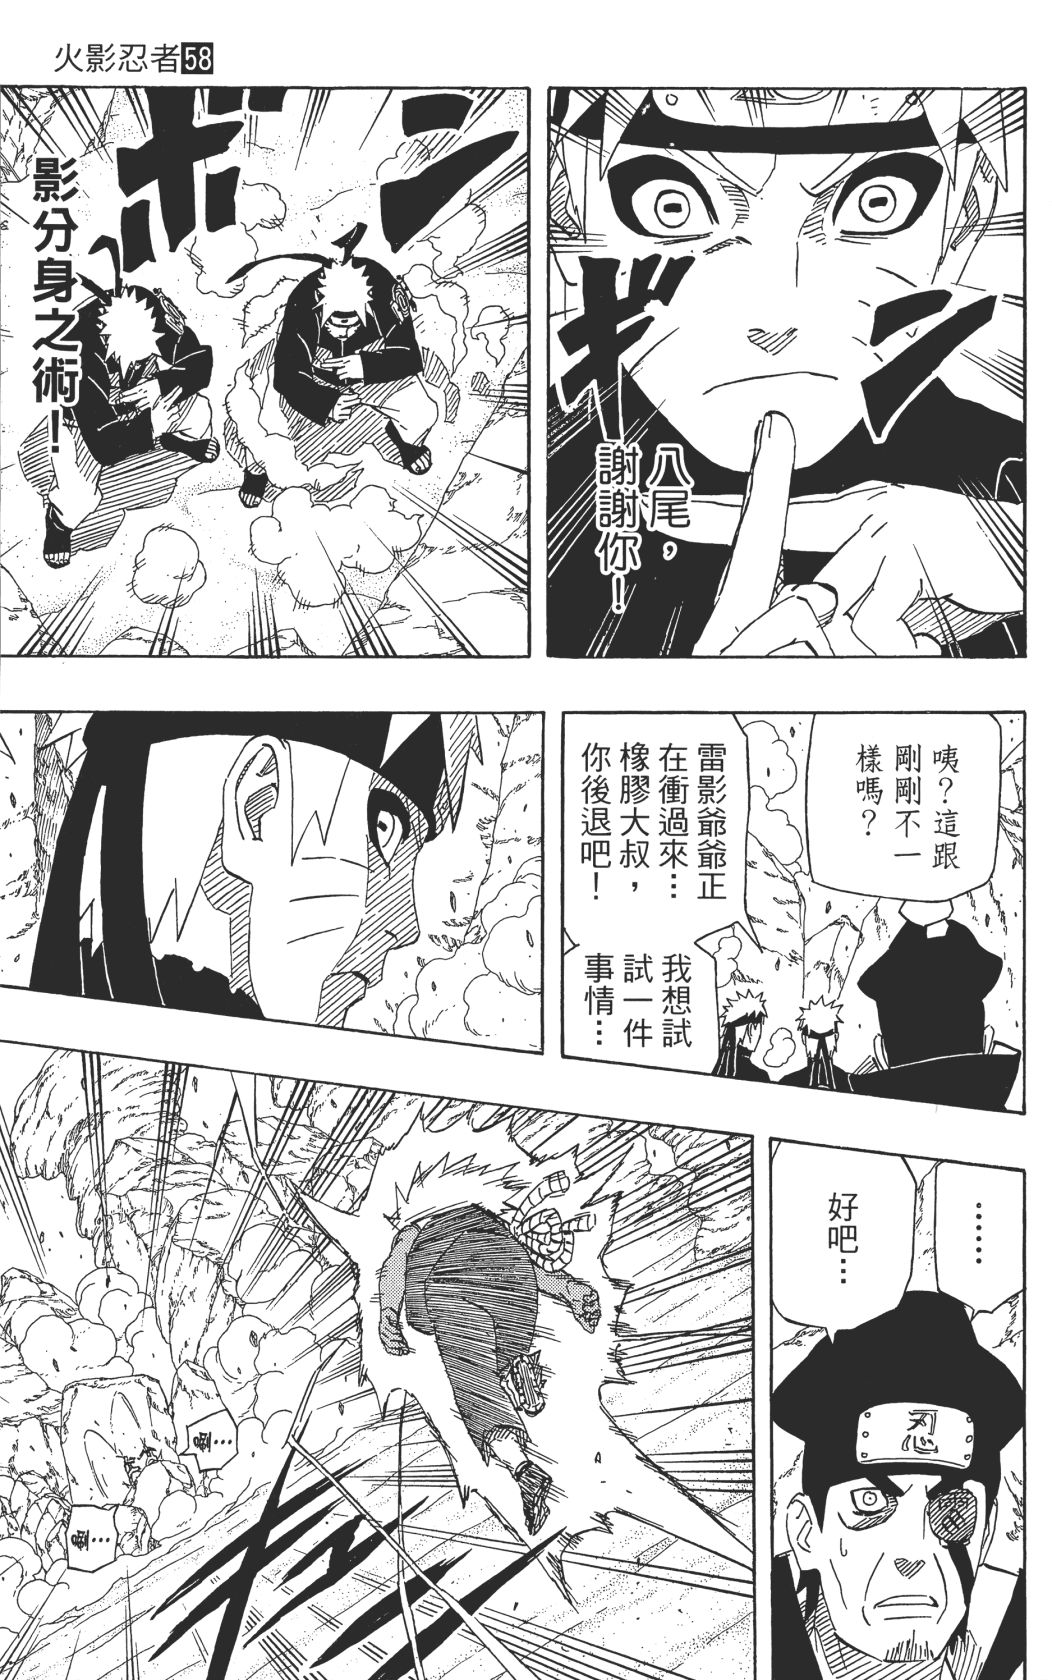 火影忍者58
八尾，
謝謝你！
ギン
影分身之術！
ボン
咦？這跟
剛剛不一
樣嗎？
雷影爺爺正
在衝過來…
橡膠大叔，
你後退吧！
我想試
試一件
事情…
……
好吧…
忍